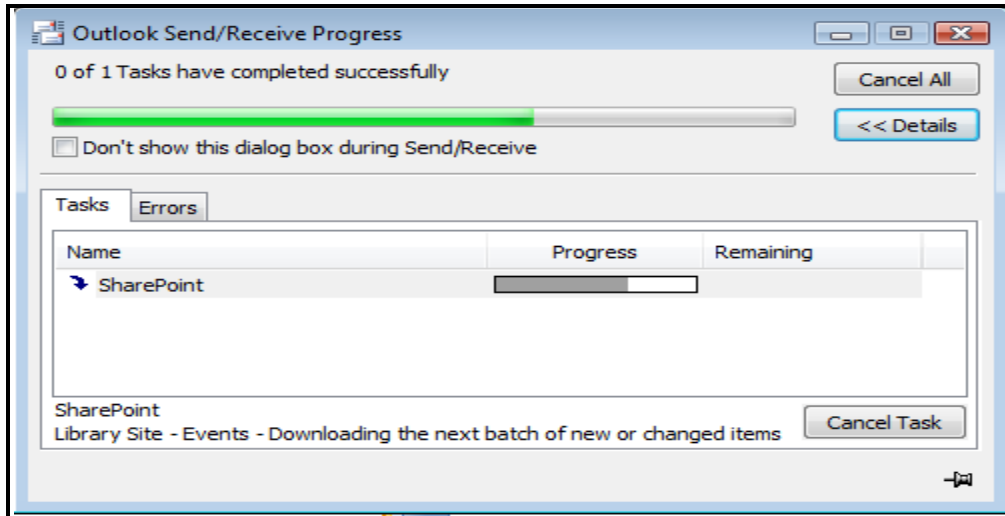 Outlook Send/Receive Progress
0 of 1 Tasks have completed successfully
Cancel All
<< Details
Don't show this dialog box during Send/Receive
Tasks
Errors
Name Progress Remaining
SharePoint
SharePoint
Library Site - Events - Downloading the next batch of new or changed items
Cancel Task